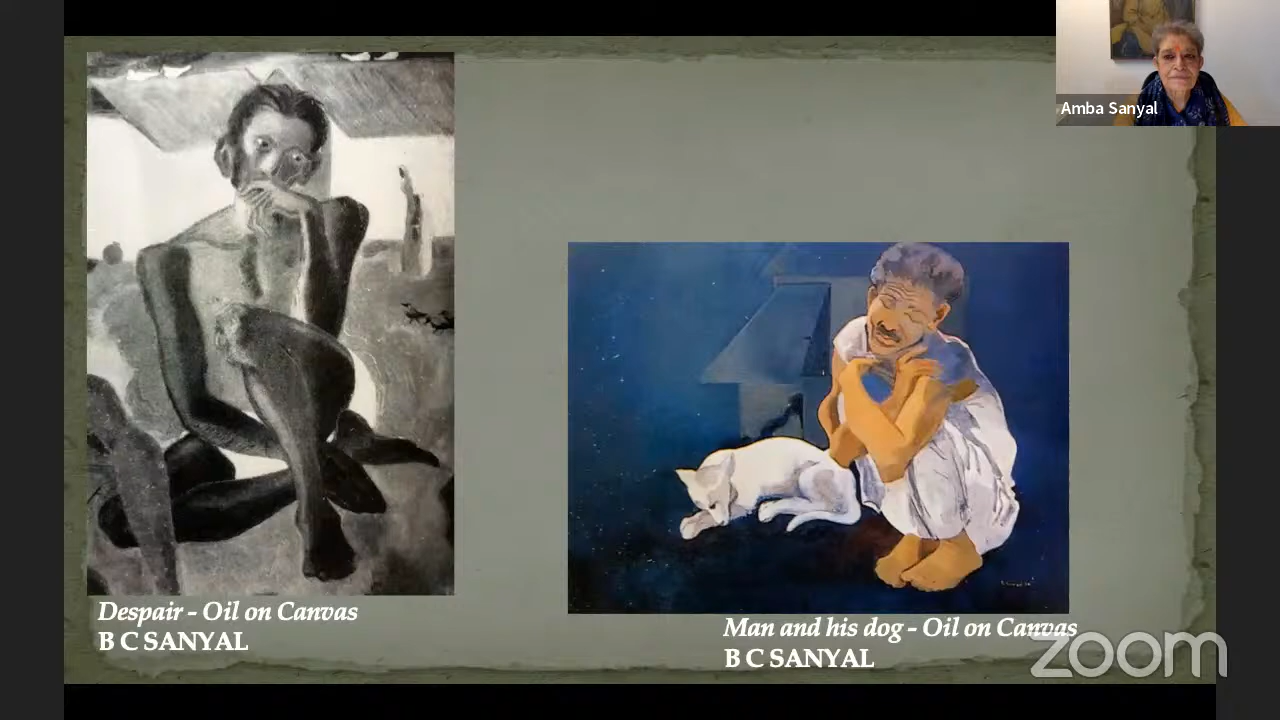 Amba Sanyal
Despair - Oil on Canvas
B C SANYAL
Man and his dog - Oil on Canvas
B C SANYAL
zoom